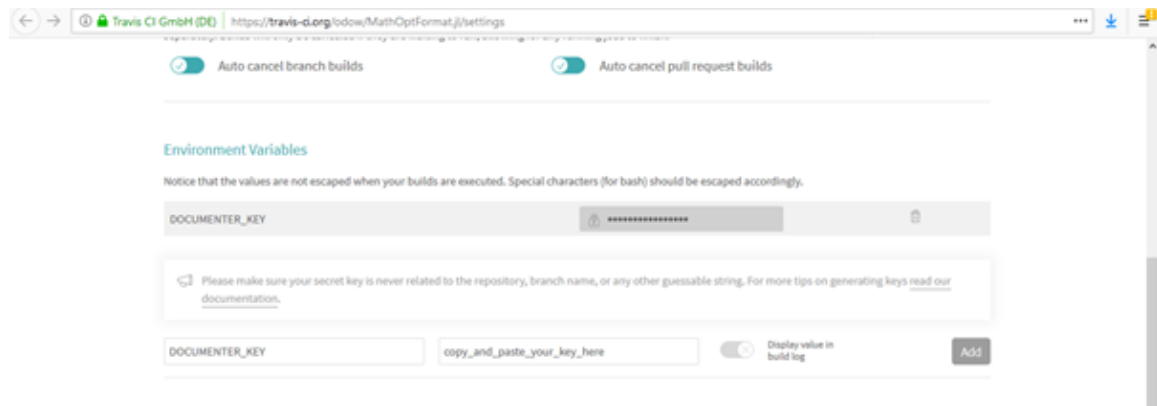 Travis CI GmbH (DE) https://travis-ci.org/odow/MathOptFormat.jl/settings
Auto cancel branch builds Auto cancel pull request builds
Environment Variables
Notice that the values are not escaped when your builds are executed. Special characters (for bash) should be escaped accordingly.
DOCUMENTER_KEY ••••••••••••••••
Please make sure your secret key is never related to the repository, branch name, or any other guessable string. For more tips on generating keys read our
documentation.
DOCUMENTER_KEY copy_and_paste_your_key_here Display value in
build log Add